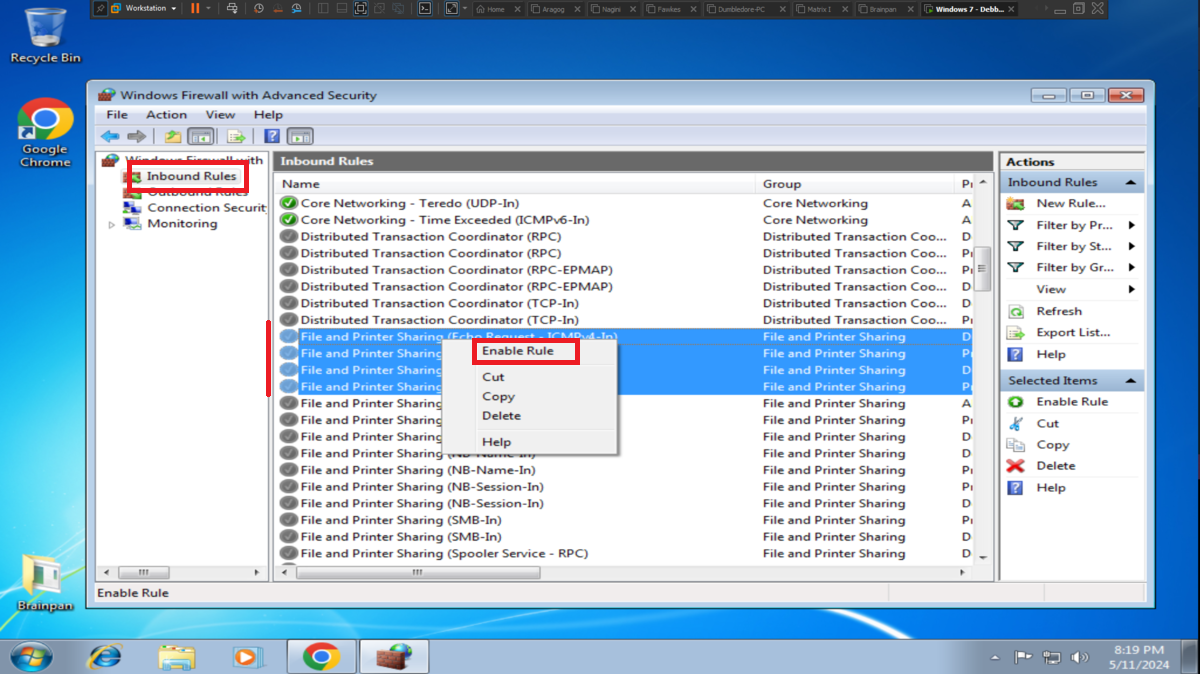 Workstation
Home
Aragog
Nagini
Fawkes
Dumbledore-PC
Matrix I
Brainpan
Windows 7 - Debb...
Recycle Bin
Google
Chrome
Brainpan
Windows Firewall with Advanced Security
File Action View Help
Windows Firewall with
Inbound Rules
Outbound Rules
Connection Securit
Monitoring
Inbound Rules
Name Group Pr
Core Networking - Teredo (UDP-In) Core Networking A
Core Networking - Time Exceeded (ICMPv6-In) Core Networking A
Distributed Transaction Coordinator (RPC) Distributed Transaction Coo... D
Distributed Transaction Coordinator (RPC) Distributed Transaction Coo... Pr
Distributed Transaction Coordinator (RPC-EPMAP) Distributed Transaction Coo... D
Distributed Transaction Coordinator (RPC-EPMAP) Distributed Transaction Coo... Pr
Distributed Transaction Coordinator (TCP-In) Distributed Transaction Coo... D
Distributed Transaction Coordinator (TCP-In) Distributed Transaction Coo... Pr
File and Printer Sharing (Echo Request - ICMPv4-In) File and Printer Sharing D
File and Printer Sharing File and Printer Sharing Pr
File and Printer Sharing File and Printer Sharing D
File and Printer Sharing File and Printer Sharing Pr
File and Printer Sharing File and Printer Sharing A
File and Printer Sharing File and Printer Sharing D
File and Printer Sharing File and Printer Sharing Pr
File and Printer Sharing (NB-Name-In) File and Printer Sharing D
File and Printer Sharing (NB-Name-In) File and Printer Sharing Pr
File and Printer Sharing (NB-Session-In) File and Printer Sharing Pr
File and Printer Sharing (NB-Session-In) File and Printer Sharing D
File and Printer Sharing (SMB-In) File and Printer Sharing Pr
File and Printer Sharing (SMB-In) File and Printer Sharing D
File and Printer Sharing (Spooler Service - RPC) File and Printer Sharing D
Enable Rule
Cut
Copy
Delete
Help
Actions
Inbound Rules
New Rule...
Filter by Pr...
Filter by St...
Filter by Gr...
View
Refresh
Export List...
Help
Selected Items
Enable Rule
Cut
Copy
Delete
Help
Enable Rule
8:19 PM
5/11/2024